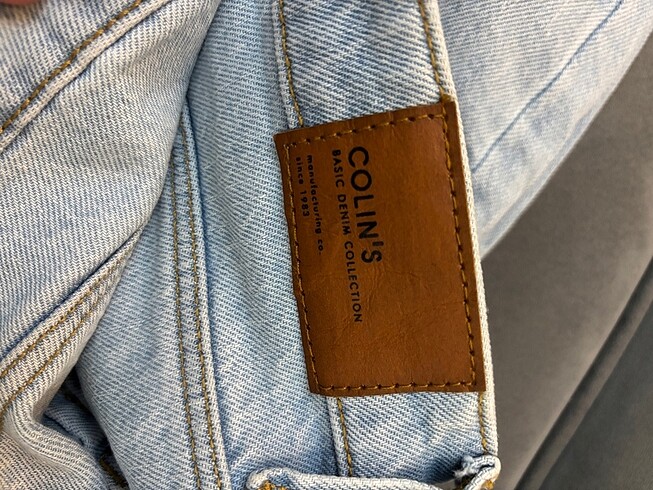 COLIN'S
BASIC DENIM COLLECTION
manufacturing co.
since 1983